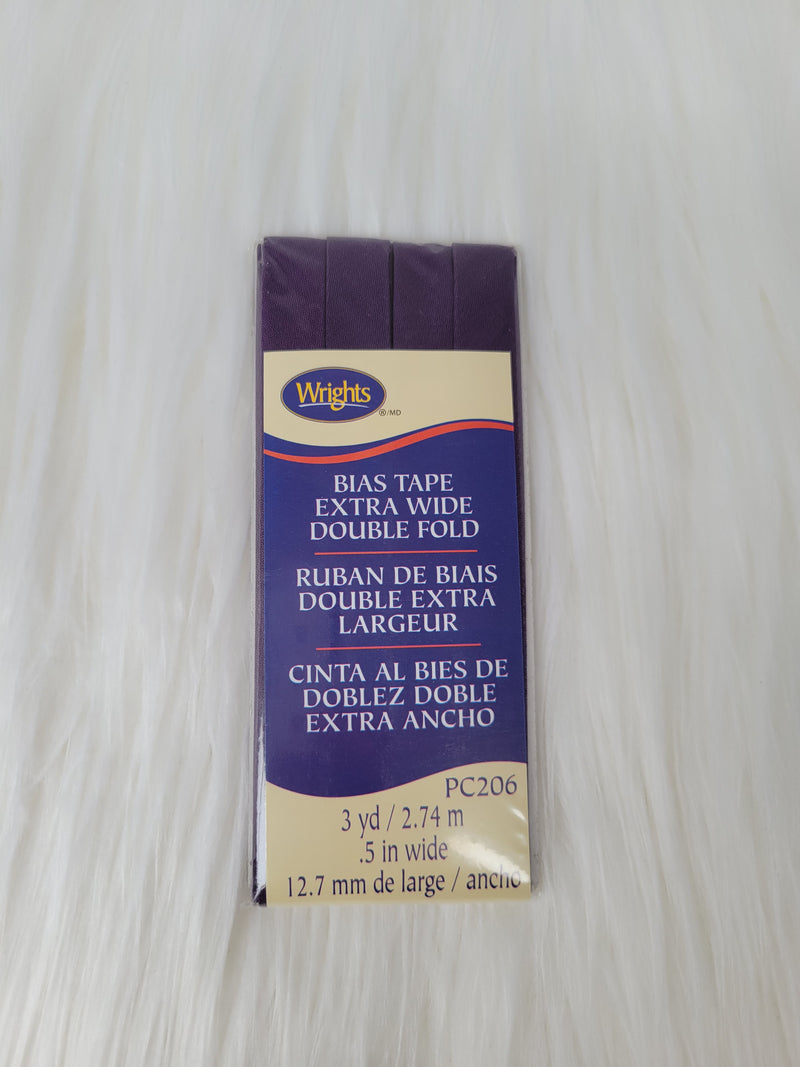 Wrights
®/MD
BIAS TAPE
EXTRA WIDE
DOUBLE FOLD
RUBAN DE BIAIS
DOUBLE EXTRA
LARGEUR
CINTA AL BIES DE
DOBLEZ DOBLE
EXTRA ANCHO
PC206
3 yd / 2.74 m
.5 in wide
12.7 mm de large / ancho